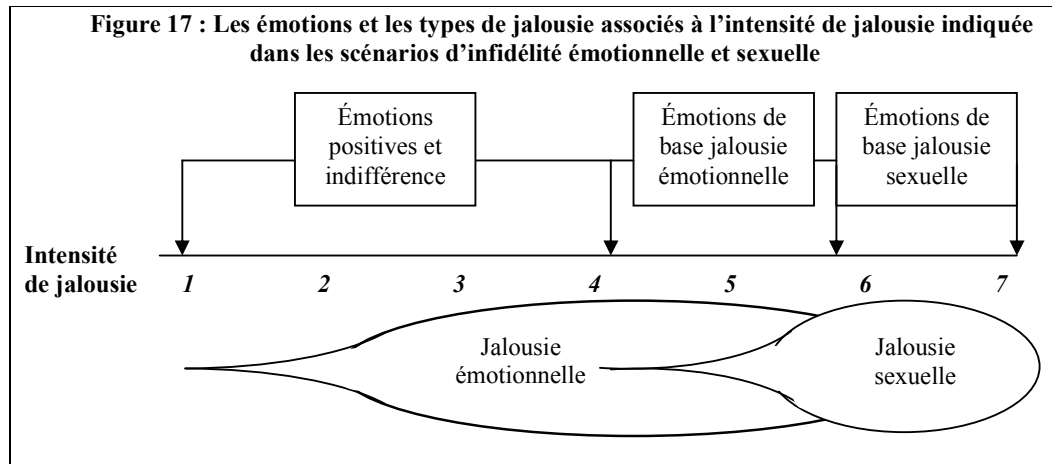 Figure 17 : Les émotions et les types de jalousie associés à l’intensité de jalousie indiquée
dans les scénarios d’infidélité émotionnelle et sexuelle
Émotions
positives et
indifférence
Émotions de
base jalousie
émotionnelle
Émotions de
base jalousie
sexuelle
Intensité
de jalousie
1 2 3 4 5 6 7
Jalousie
émotionnelle
Jalousie
sexuelle